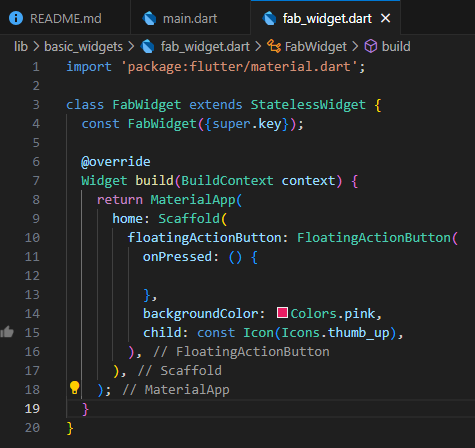 README.md main.dart fab_widget.dart
lib > basic_widgets > fab_widget.dart > FabWidget > build
1 import 'package:flutter/material.dart';
2
3 class FabWidget extends StatelessWidget {
4 const FabWidget({super.key});
5
6 @override
7 Widget build(BuildContext context) {
8 return MaterialApp(
9 home: Scaffold(
10 floatingActionButton: FloatingActionButton(
11 onPressed: () {
12
13 },
14 backgroundColor: Colors.pink,
15 child: const Icon(Icons.thumb_up),
16 ), // FloatingActionButton
17 ), // Scaffold
18 ); // MaterialApp
19 }
20 }